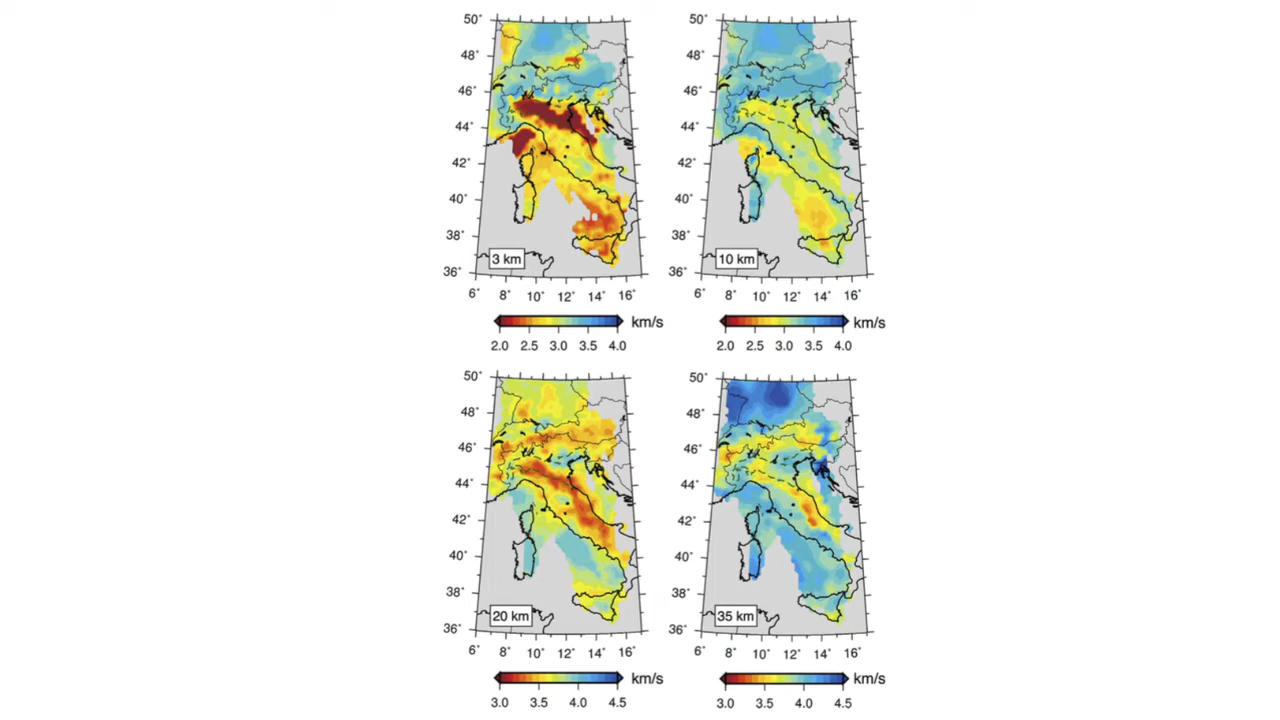 50° 50°
48° 48°
46° 46°
44° 44°
42° 42°
40° 40°
38° 38°
3 km 10 km
36° 36°
6° 8° 10° 12° 14° 16° 6° 8° 10° 12° 14° 16°
km/s km/s
2.0 2.5 3.0 3.5 4.0 2.0 2.5 3.0 3.5 4.0
50° 50°
48° 48°
46° 46°
44° 44°
42° 42°
40° 40°
38° 38°
20 km 35 km
36° 36°
6° 8° 10° 12° 14° 16° 6° 8° 10° 12° 14° 16°
km/s km/s
3.0 3.5 4.0 4.5 3.0 3.5 4.0 4.5